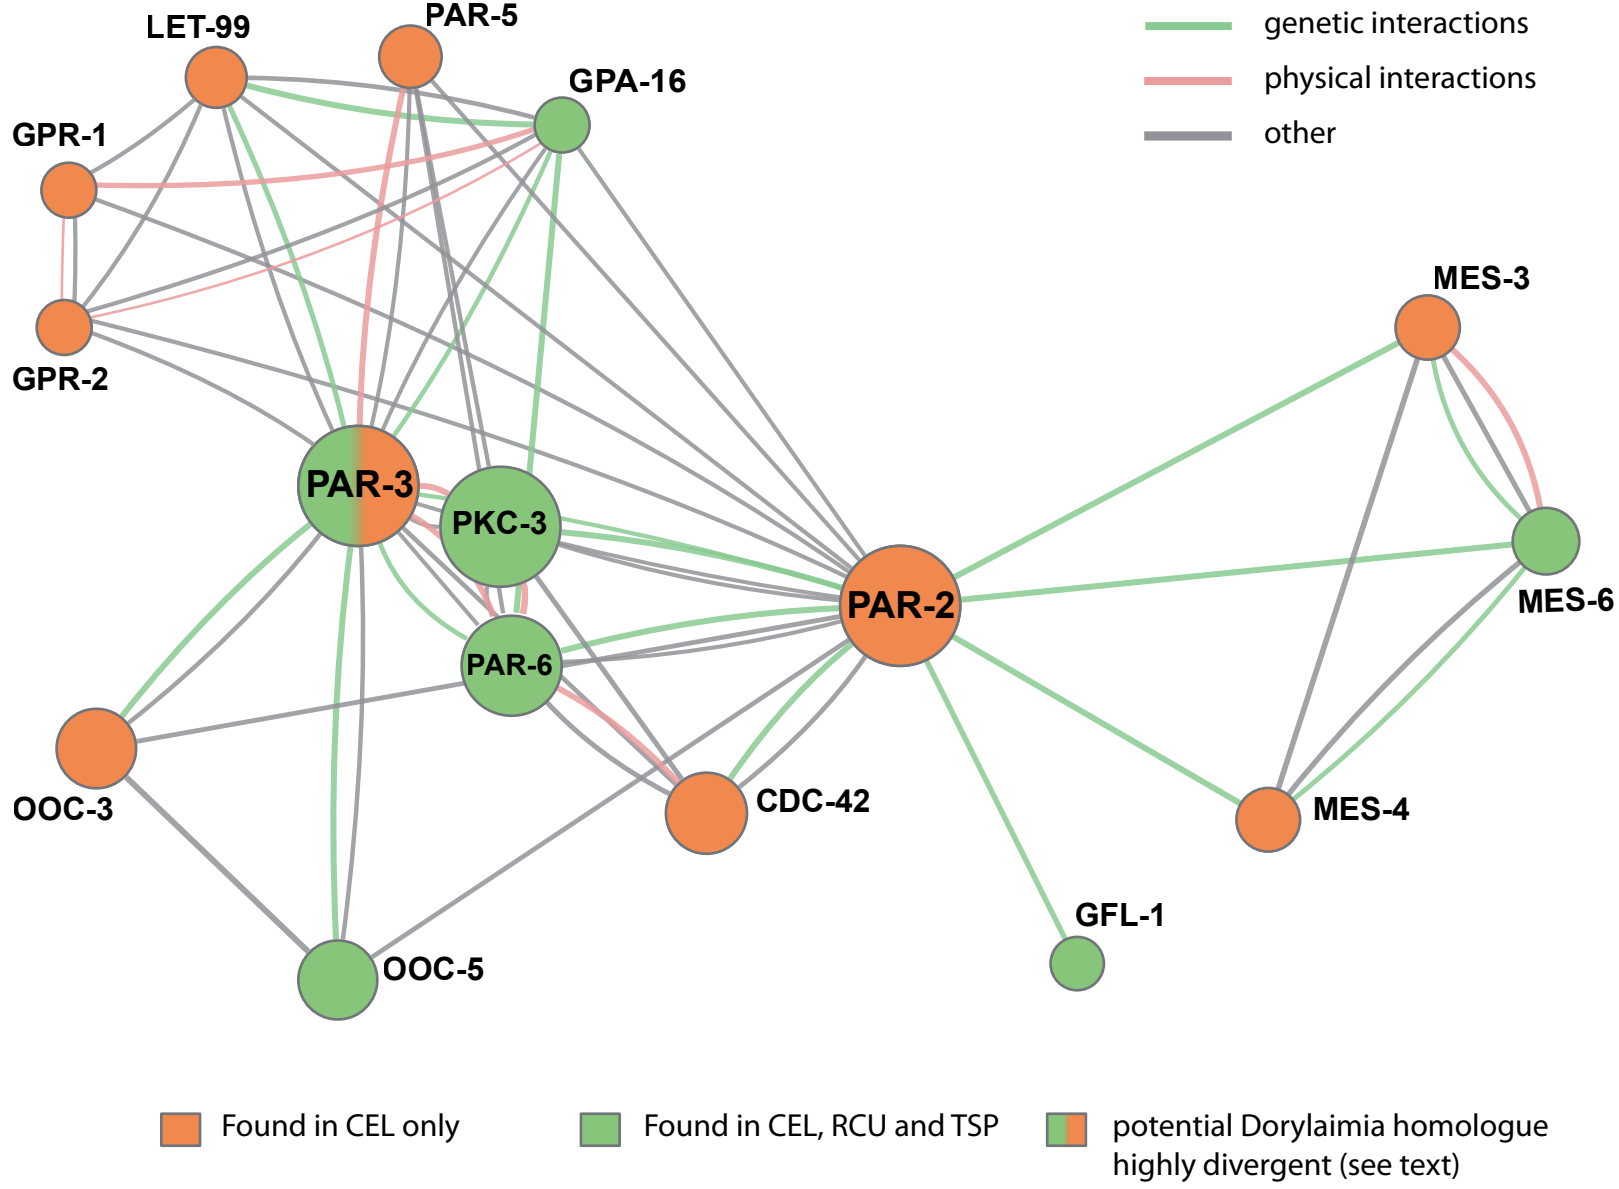 LET-99
PAR-5
GPA-16
GPR-1
GPR-2
genetic interactions
physical interactions
other
MES-3
PAR-3
PKC-3
PAR-2
MES-6
PAR-6
OOC-3
CDC-42
MES-4
GFL-1
OOC-5
Found in CEL only
Found in CEL, RCU and TSP
potential Dorylaimia homologue
highly divergent (see text)